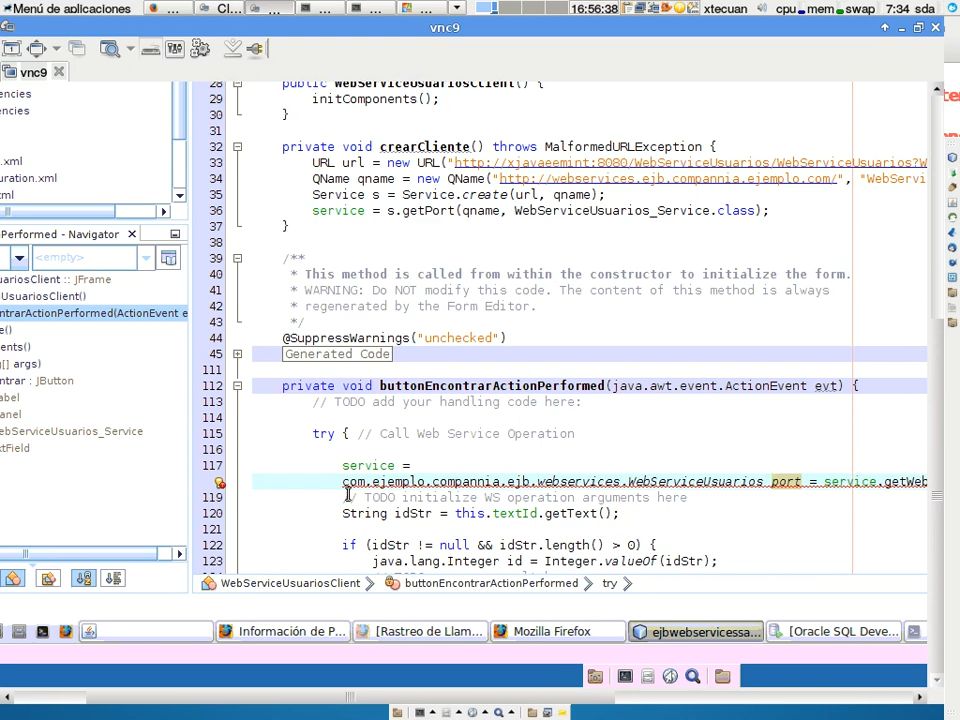 Aplicaciones
...
Cl...
...
...
...
...
16:56:38
xtecuan
cpu
mem
swap
7:34 sda
vnc9
vnc9
encies
encies
.xml
uration.xml
ml
Performed - Navigator
<empty>
uariosClient :: JFrame
UsuariosClient()
ntrarActionPerformed(ActionEvent e
e()
ents()
g[] args)
ntrar : JButton
abel
anel
WebServiceUsuarios_Service
xtField
28 public WebServiceUsuariosClient() {
29 initComponents();
30 }
31
32 private void crearCliente() throws MalformedURLException {
33 URL url = new URL("http://xjavaeemint:8080/WebServiceUsuarios/WebServiceUsuarios?W
34 QName qname = new QName("http://webservices.ejb.compannia.ejemplo.com/", "WebServi
35 Service s = Service.create(url, qname);
36 service = s.getPort(qname, WebServiceUsuarios_Service.class);
37 }
38
39 /**
40 * This method is called from within the constructor to initialize the form.
41 * WARNING: Do NOT modify this code. The content of this method is always
42 * regenerated by the Form Editor.
43 */
44 @SuppressWarnings("unchecked")
45 Generated Code
111
112 private void buttonEncontrarActionPerformed(java.awt.event.ActionEvent evt) {
113 // TODO add your handling code here:
114
115 try { // Call Web Service Operation
116
117 service =
com.ejemplo.compannia.ejb.webservices.WebServiceUsuarios port = service.getWeb
119 // TODO initialize WS operation arguments here
120 String idStr = this.textId.getText();
121
122 if (idStr != null && idStr.length() > 0) {
123 java.lang.Integer id = Integer.valueOf(idStr);
WebServiceUsuariosClient
buttonEncontrarActionPerformed
try
Información de P...
[Rastreo de Llam...
Mozilla Firefox
ejbwebservicessa...
[Oracle SQL Deve...